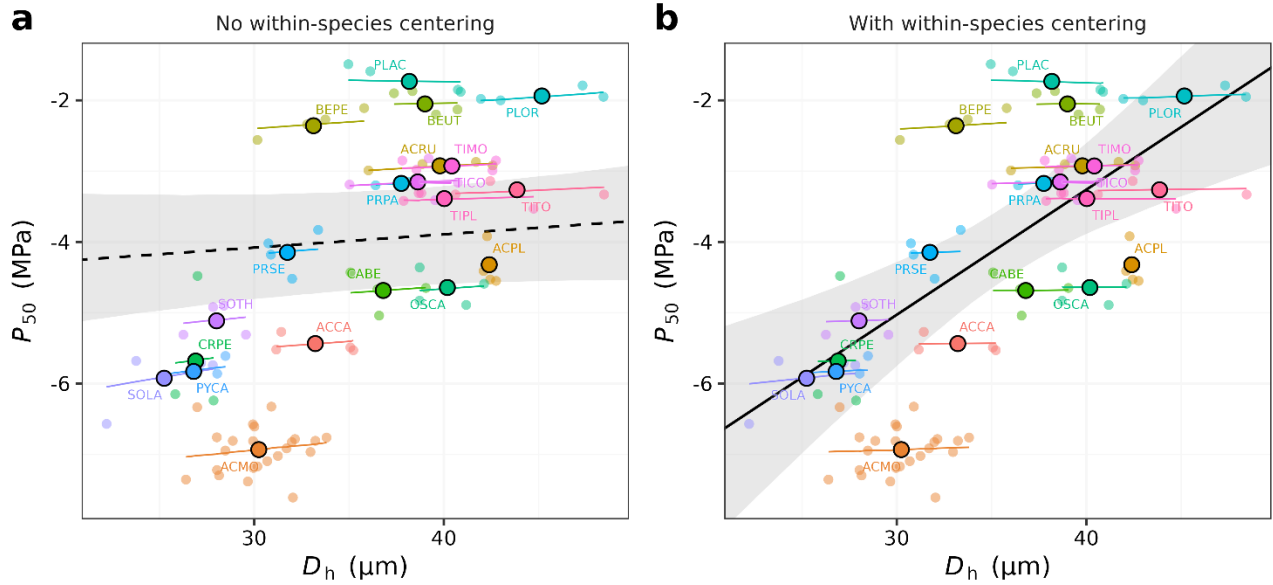 a
No within-species centering
b
With within-species centering
P50 (MPa)
-2
-4
-6
PLAC
BEPE
BEUT
PLOR
ACRU
TIMO
TICO
PRPA
TIPL
TITO
PRSE
ACPL
CABE
OSCA
SOTH
ACCA
CRPE
SOLA
PYCA
ACMO
30
40
Dh (μm)
P50 (MPa)
-2
-4
-6
PLAC
BEPE
BEUT
PLOR
ACRU
TIMO
TICO
PRPA
TIPL
TITO
PRSE
ACPL
CABE
OSCA
SOTH
ACCA
CRPE
SOLA
PYCA
ACMO
30
40
Dh (μm)